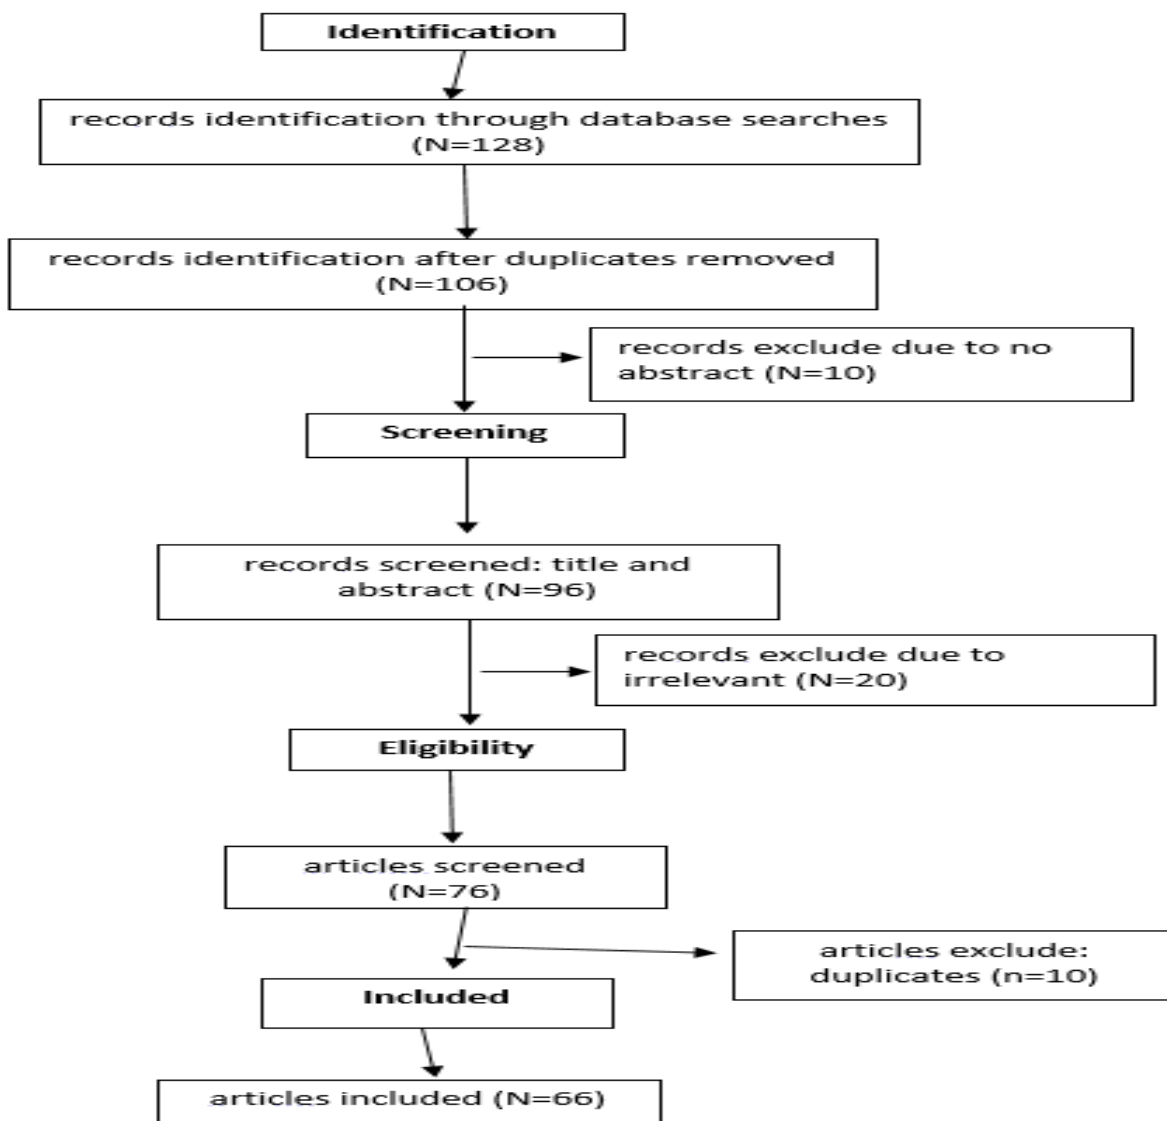 Identification
records identification through database searches
(N=128)
records identification after duplicates removed
(N=106)
records exclude due to no
abstract (N=10)
Screening
records screened: title and
abstract (N=96)
records exclude due to
irrelevant (N=20)
Eligibility
articles screened
(N=76)
articles exclude:
duplicates (n=10)
Included
articles included (N=66)